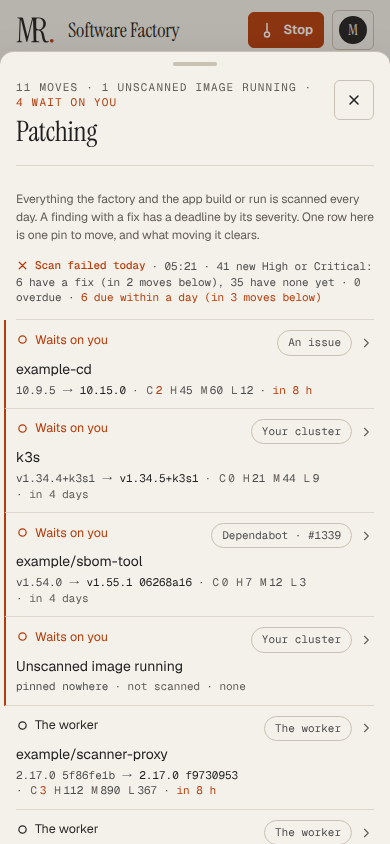 MR. Software Factory Stop M
11 MOVES · 1 UNSCANNED IMAGE RUNNING ·
4 WAIT ON YOU
Patching
Everything the factory and the app build or run is scanned every
day. A finding with a fix has a deadline by its severity. One row here
is one pin to move, and what moving it clears.
Scan failed today · 05:21 · 41 new High or Critical:
6 have a fix (in 2 moves below), 35 have none yet · 0
overdue · 6 due within a day (in 3 moves below)
Waits on you An issue
example-cd
10.9.5 → 10.15.0 · C2 H45 M60 L12 · in 8 h
Waits on you Your cluster
k3s
v1.34.4+k3s1 → v1.34.5+k3s1 · C0 H21 M44 L9
· in 4 days
Waits on you Dependabot · #1339
example/sbom-tool
v1.54.0 → v1.55.1 06268a16 · C0 H7 M12 L3
· in 4 days
Waits on you Your cluster
Unscanned image running
pinned nowhere · not scanned · none
The worker The worker
example/scanner-proxy
2.17.0 5f86fe1b → 2.17.0 f9730953
· C3 H112 M890 L367 · in 8 h
The worker The worker